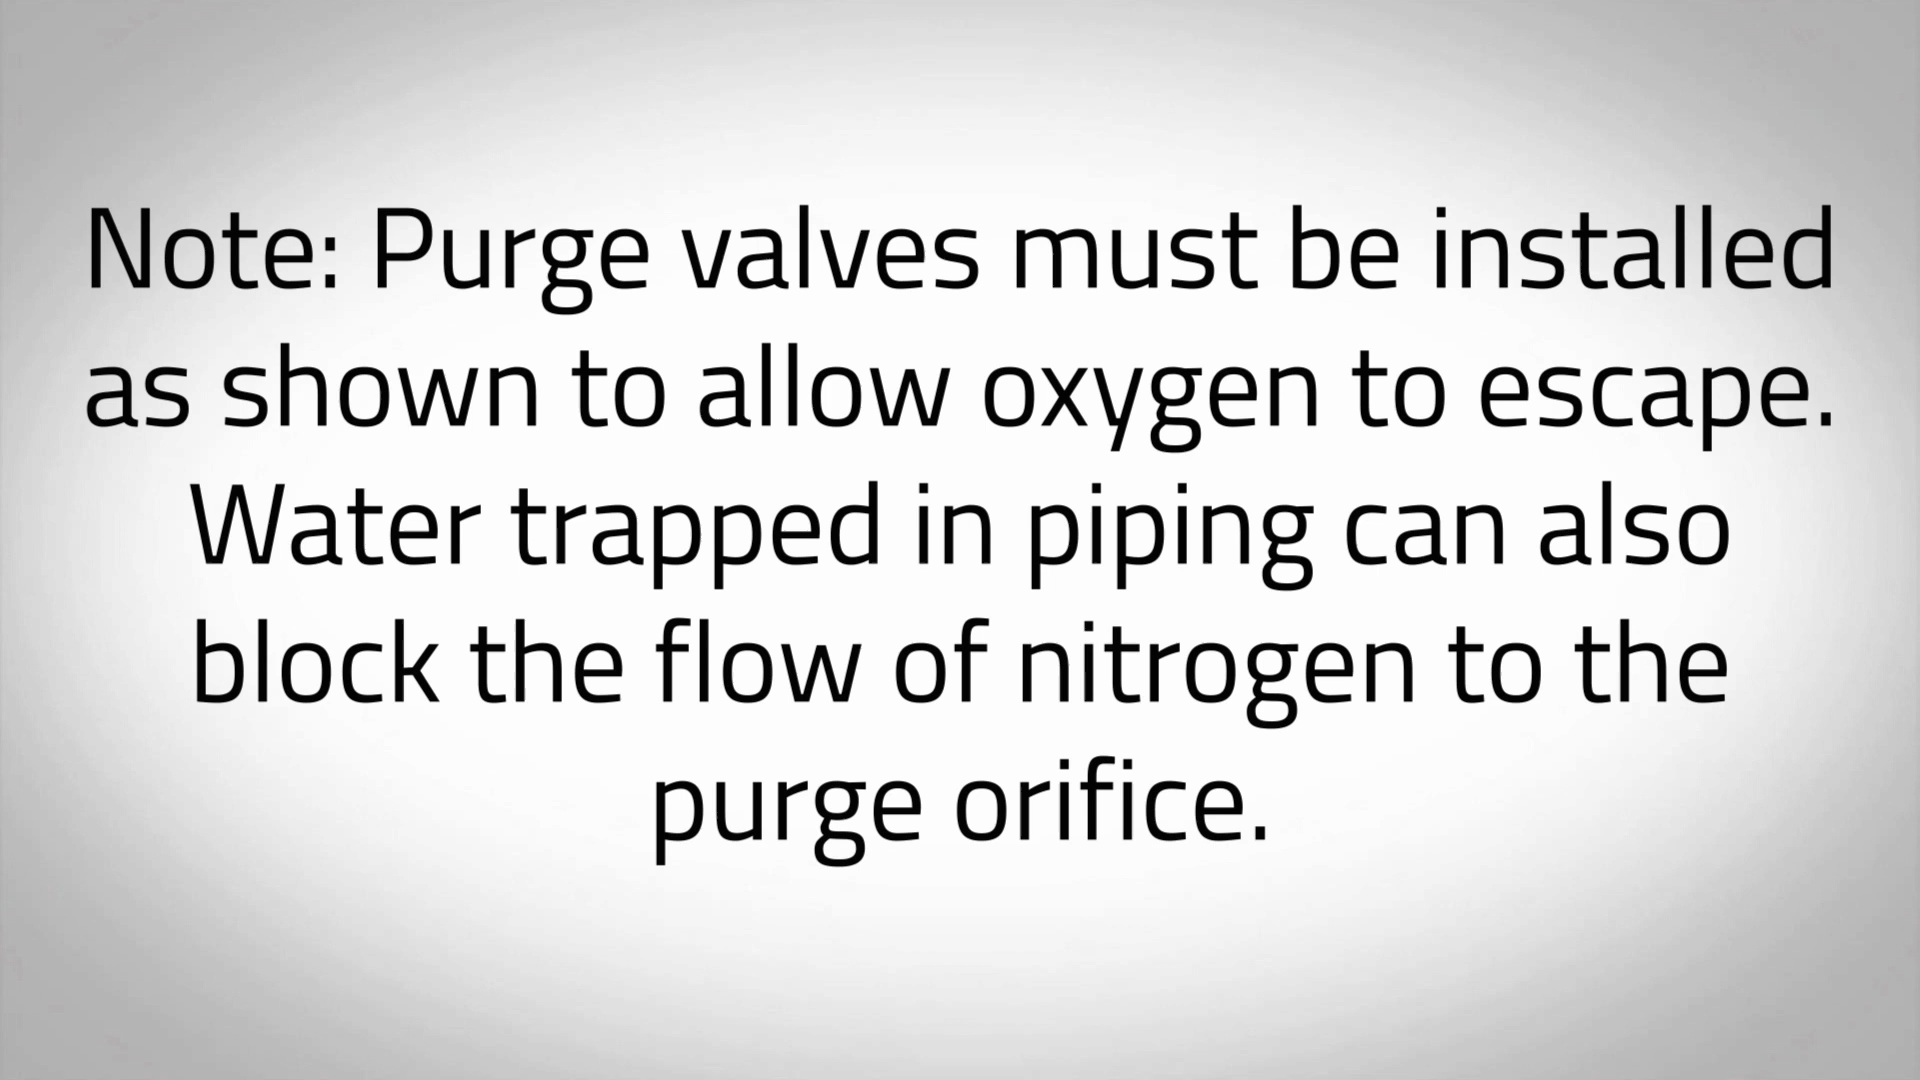 Note: Purge valves must be installed
as shown to allow oxygen to escape.
Water trapped in piping can also
block the flow of nitrogen to the
purge orifice.